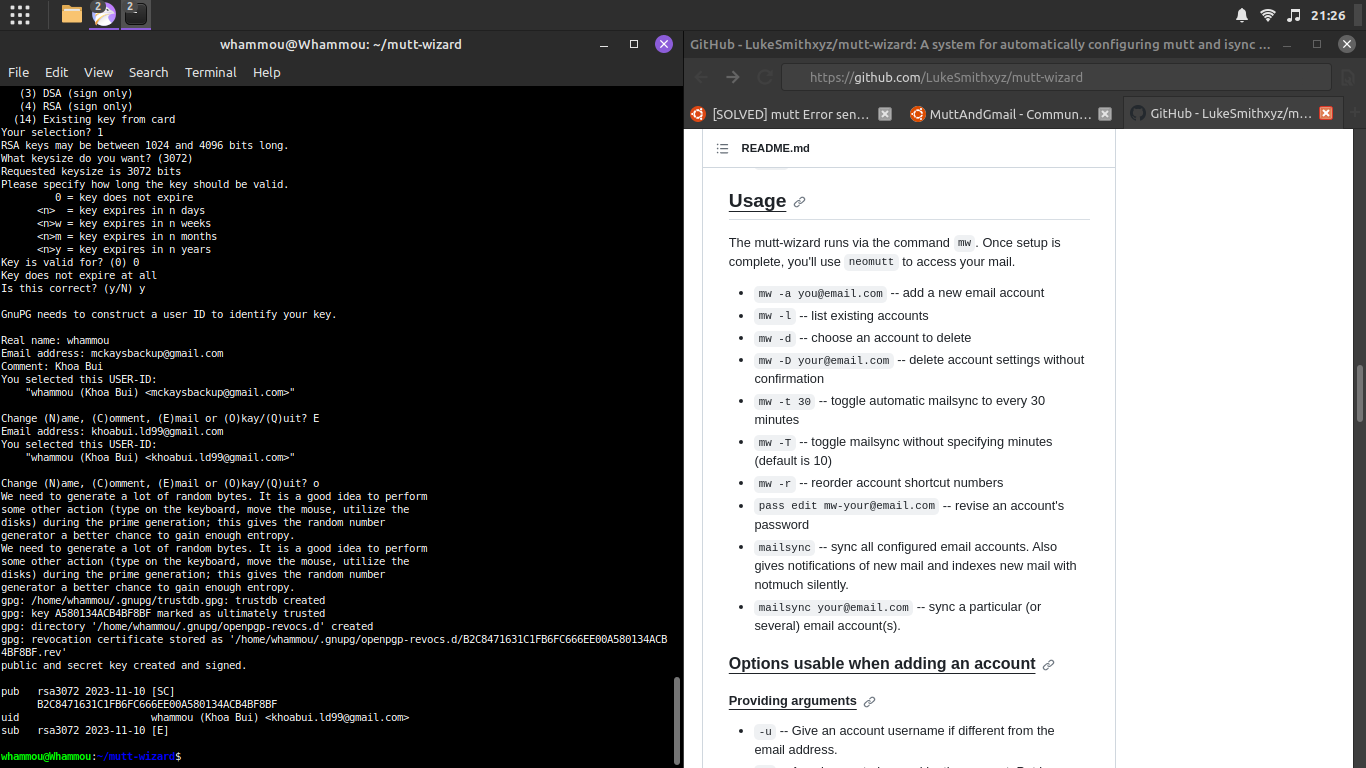 2
2
21:26
whammou@Whammou: ~/mutt-wizard
File Edit View Search Terminal Help
(3) DSA (sign only)
(4) RSA (sign only)
(14) Existing key from card
Your selection? 1
RSA keys may be between 1024 and 4096 bits long.
What keysize do you want? (3072)
Requested keysize is 3072 bits
Please specify how long the key should be valid.
0 = key does not expire
<n>  = key expires in n days
<n>w = key expires in n weeks
<n>m = key expires in n months
<n>y = key expires in n years
Key is valid for? (0) 0
Key does not expire at all
Is this correct? (y/N) y
GnuPG needs to construct a user ID to identify your key.
Real name: whammou
Email address: mckaysbackup@gmail.com
Comment: Khoa Bui
You selected this USER-ID:
"whammou (Khoa Bui) <mckaysbackup@gmail.com>"
Change (N)ame, (C)omment, (E)mail or (O)kay/(Q)uit? E
Email address: khoabui.ld99@gmail.com
You selected this USER-ID:
"whammou (Khoa Bui) <khoabui.ld99@gmail.com>"
Change (N)ame, (C)omment, (E)mail or (O)kay/(Q)uit? o
We need to generate a lot of random bytes. It is a good idea to perform
some other action (type on the keyboard, move the mouse, utilize the
disks) during the prime generation; this gives the random number
generator a better chance to gain enough entropy.
We need to generate a lot of random bytes. It is a good idea to perform
some other action (type on the keyboard, move the mouse, utilize the
disks) during the prime generation; this gives the random number
generator a better chance to gain enough entropy.
gpg: /home/whammou/.gnupg/trustdb.gpg: trustdb created
gpg: key A580134ACB4BF8BF marked as ultimately trusted
gpg: directory '/home/whammou/.gnupg/openpgp-revocs.d' created
gpg: revocation certificate stored as '/home/whammou/.gnupg/openpgp-revocs.d/B2C8471631C1FB6FC666EE00A580134ACB
4BF8BF.rev'
public and secret key created and signed.
pub   rsa3072 2023-11-10 [SC]
B2C8471631C1FB6FC666EE00A580134ACB4BF8BF
uid                      whammou (Khoa Bui) <khoabui.ld99@gmail.com>
sub   rsa3072 2023-11-10 [E]
whammou@Whammou:~/mutt-wizard$
GitHub - LukeSmithxyz/mutt-wizard: A system for automatically configuring mutt and isync ...
https://github.com/LukeSmithxyz/mutt-wizard
[SOLVED] mutt Error sen...
MuttAndGmail - Commun...
GitHub - LukeSmithxyz/m...
README.md
Usage
The mutt-wizard runs via the command mw. Once setup is
complete, you'll use neomutt to access your mail.
• mw -a you@email.com -- add a new email account
• mw -l -- list existing accounts
• mw -d -- choose an account to delete
• mw -D your@email.com -- delete account settings without
confirmation
• mw -t 30 -- toggle automatic mailsync to every 30
minutes
• mw -T -- toggle mailsync without specifying minutes
(default is 10)
• mw -r -- reorder account shortcut numbers
• pass edit mw-your@email.com -- revise an account's
password
• mailsync -- sync all configured email accounts. Also
gives notifications of new mail and indexes new mail with
notmuch silently.
• mailsync your@email.com -- sync a particular (or
several) email account(s).
Options usable when adding an account
Providing arguments
• -u -- Give an account username if different from the
email address.